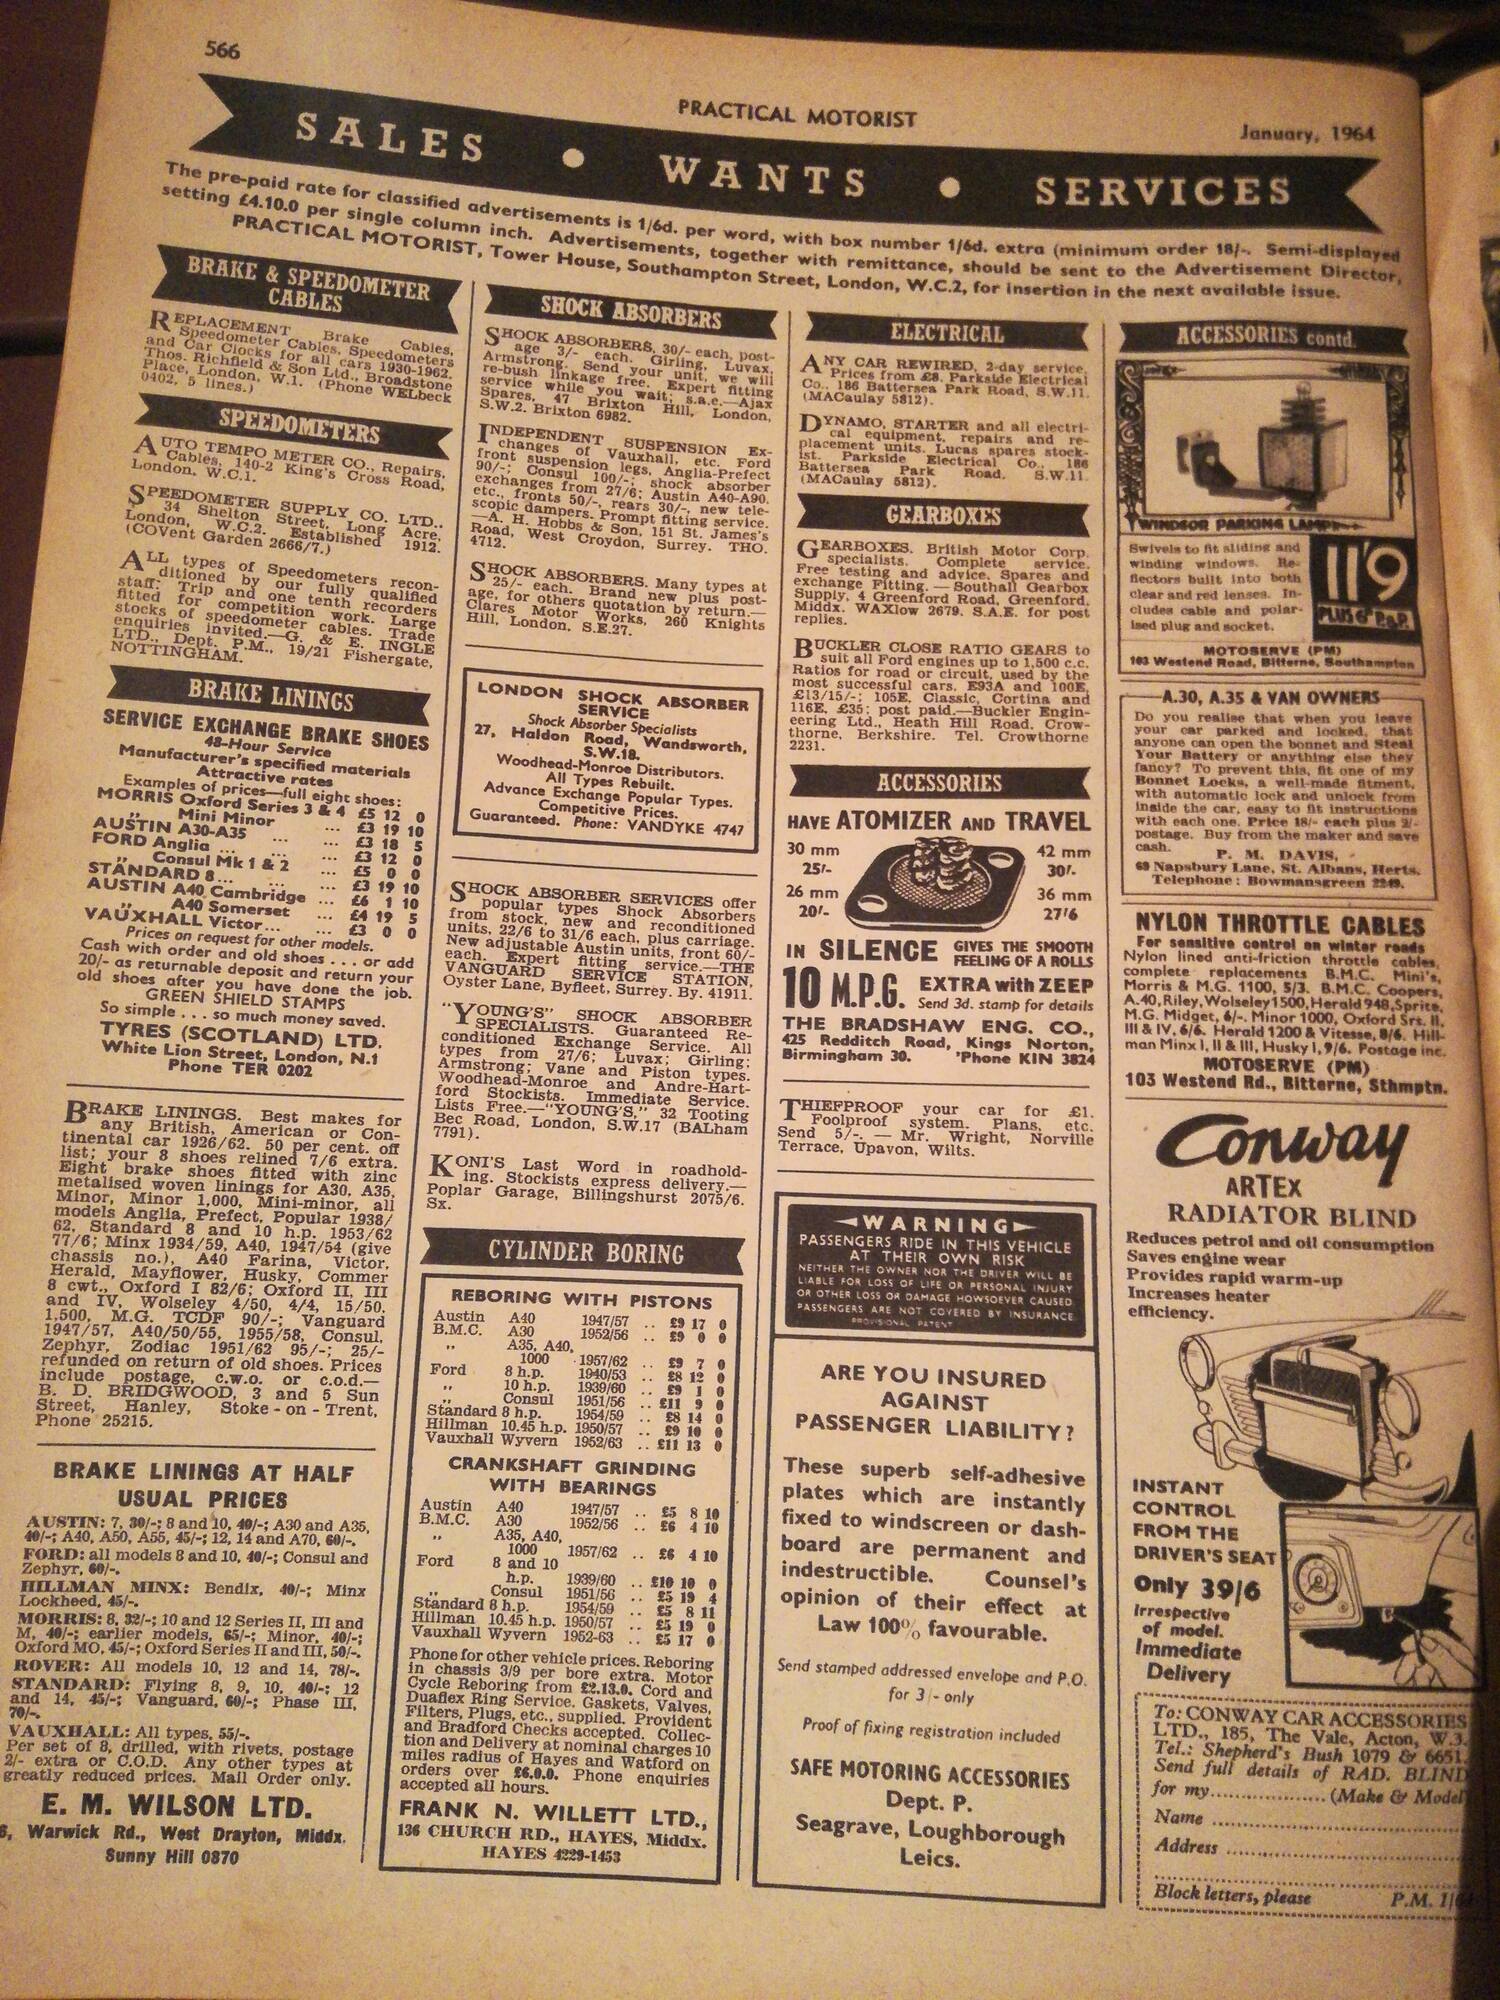 566
PRACTICAL MOTORIST
January, 1964
SALES • WANTS • SERVICES
The pre-paid rate for classified advertisements is 1/6d. per word, with box number 1/6d. extra (minimum order 18/-. Semi-displayed
setting £4.10.0 per single column inch. Advertisements, together with remittance, should be sent to the Advertisement Director,
PRACTICAL MOTORIST, Tower House, Southampton Street, London, W.C.2, for insertion in the next available issue.
BRAKE & SPEEDOMETER
CABLES
REPLACEMENT Brake Cables,
Speedometer Cables, Speedometers
and Car Clocks for all cars 1930-1962.
Thos. Richfield & Son Ltd., Broadstone
Place, London, W.1. (Phone WELbeck
0402, 5 lines.)
SPEEDOMETERS
AUTO TEMPO METER CO., Repairs,
Cables, 140-2 King's Cross Road,
London, W.C.1.
SPEEDOMETER SUPPLY CO. LTD.,
34 Shelton Street, Long Acre,
London, W.C.2. Established 1912.
(COVent Garden 2666/7.)
ALL types of Speedometers recon-
ditioned by our fully qualified
staff: Trip and one tenth recorders
fitted for competition work. Large
stocks of speedometer cables. Trade
enquiries invited.—G. & E. INGLE
LTD., Dept. P.M., 19/21 Fishergate,
NOTTINGHAM.
BRAKE LININGS
SERVICE EXCHANGE BRAKE SHOES
48-Hour Service
Manufacturer's specified materials
Attractive rates
Examples of prices—full eight shoes:
MORRIS Oxford Series 3 & 4 £5 12 0
„ Mini Minor ... £3 19 10
AUSTIN A30-A35 ... ... £3 18 5
FORD Anglia ... ... ... £3 12 0
„ Consul Mk 1 & 2 ... £5 0 0
STANDARD 8... ... ... £3 19 10
AUSTIN A40 Cambridge ... £6 1 10
„ A40 Somerset ... £4 19 5
VAUXHALL Victor... ... £3 0 0
Prices on request for other models.
Cash with order and old shoes . . . or add
20/- as returnable deposit and return your
old shoes after you have done the job.
GREEN SHIELD STAMPS
So simple . . . so much money saved.
TYRES (SCOTLAND) LTD.
White Lion Street, London, N.1
Phone TER 0202
BRAKE LININGS. Best makes for
any British, American or Con-
tinental car 1926/62. 50 per cent. off
list; your 8 shoes relined 7/6 extra.
Eight brake shoes fitted with zinc
metalised woven linings for A30, A35,
Minor, Minor 1,000, Mini-minor, all
models Anglia, Prefect, Popular 1938/
62, Standard 8 and 10 h.p. 1953/62
77/6; Minx 1934/59, A40, 1947/54 (give
chassis no.), A40 Farina, Victor,
Herald, Mayflower, Husky, Commer
8 cwt., Oxford I 82/6; Oxford II, III
and IV, Wolseley 4/50, 4/4, 15/50,
1,500, M.G. TCDF 90/-; Vanguard
1947/57, A40/50/55, 1955/58, Consul,
Zephyr, Zodiac 1951/62 95/-; 25/-
refunded on return of old shoes. Prices
include postage, c.w.o. or c.o.d.—
B. D. BRIDGWOOD, 3 and 5 Sun
Street, Hanley, Stoke-on-Trent,
Phone 25215.
BRAKE LININGS AT HALF
USUAL PRICES
AUSTIN: 7, 30/-; 8 and 10, 40/-; A30 and A35,
40/-; A40, A50, A55, 45/-; 12, 14 and A70, 60/-.
FORD: all models 8 and 10, 40/-; Consul and
Zephyr, 60/-.
HILLMAN MINX: Bendix, 40/-; Minx
Lockheed, 45/-.
MORRIS: 8, 32/-; 10 and 12 Series II, III and
M, 40/-; earlier models, 65/-; Minor, 40/-;
Oxford MO, 45/-; Oxford Series II and III, 50/-.
ROVER: All models 10, 12 and 14, 78/-.
STANDARD: Flying 8, 9, 10, 40/-; 12
and 14, 45/-; Vanguard, 60/-; Phase III,
70/-.
VAUXHALL: All types, 55/-.
Per set of 8, drilled, with rivets, postage
2/- extra or C.O.D. Any other types at
greatly reduced prices. Mail Order only.
E. M. WILSON LTD.
Warwick Rd., West Drayton, Middx.
Sunny Hill 0870
SHOCK ABSORBERS
SHOCK ABSORBERS, 30/- each, post-
age 3/- each. Girling, Luvax,
Armstrong. Send your unit, we will
re-bush linkage free. Expert fitting
service while you wait; s.a.e.—Ajax
Spares, 47 Brixton Hill, London,
S.W.2. Brixton 6982.
INDEPENDENT SUSPENSION Ex-
changes of Vauxhall, etc. Ford
front suspension legs, Anglia-Prefect
90/-; Consul 100/-; shock absorber
exchanges from 27/6; Austin A40-A90,
etc., fronts 50/-, rears 30/-, new tele-
scopic dampers. Prompt fitting service.
—A. H. Hobbs & Son, 151 St. James's
Road, West Croydon, Surrey. THO.
4712.
SHOCK ABSORBERS. Many types at
25/- each. Brand new plus post-
age, for others quotation by return.—
Clares Motor Works, 260 Knights
Hill, London. S.E.27.
LONDON SHOCK ABSORBER
SERVICE
Shock Absorber Specialists
27, Haldon Road, Wandsworth,
S.W.18.
Woodhead-Monroe Distributors.
All Types Rebuilt.
Advance Exchange Popular Types.
Competitive Prices.
Guaranteed. Phone: VANDYKE 4747
SHOCK ABSORBER SERVICES offer
popular types Shock Absorbers
from stock, new and reconditioned
units, 22/6 to 31/6 each, plus carriage.
New adjustable Austin units, front 60/-
each. Expert fitting service.—THE
VANGUARD SERVICE STATION,
Oyster Lane, Byfleet, Surrey. By. 41911.
"YOUNG'S" SHOCK ABSORBER
SPECIALISTS. Guaranteed Re-
conditioned Exchange Service. All
types from 27/6; Luvax; Girling;
Armstrong; Vane and Piston types.
Woodhead-Monroe and Andre-Hart-
ford Stockists. Immediate Service.
Lists Free.—"YOUNG'S," 32 Tooting
Bec Road, London, S.W.17 (BALham
7791).
KONI'S Last Word in roadhold-
ing. Stockists express delivery.—
Poplar Garage, Billingshurst 2075/6.
Sx.
CYLINDER BORING
REBORING WITH PISTONS
Austin A40 1947/57 .. £9 17 0
B.M.C. A30 1952/56 .. £9 0 0
„ A35, A40,
1000 1957/62 .. £9 7 0
Ford 8 h.p. 1940/53 .. £8 12 0
„ 10 h.p. 1939/60 .. £9 1 0
„ Consul 1951/56 .. £11 9 0
Standard 8 h.p. 1954/59 .. £8 14 0
Hillman 10.45 h.p. 1950/57 .. £9 10 0
Vauxhall Wyvern 1952/63 .. £11 13 0
CRANKSHAFT GRINDING
WITH BEARINGS
Austin A40 1947/57 .. £5 8 10
B.M.C. A30 1952/56 .. £6 4 10
„ A35, A40,
1000 1957/62 .. £6 4 10
Ford 8 and 10
h.p. 1939/60 .. £10 10 0
„ Consul 1951/56 .. £5 19 4
Standard 8 h.p. 1954/59 .. £5 8 11
Hillman 10.45 h.p. 1950/57 .. £5 19 0
Vauxhall Wyvern 1952-63 .. £5 17 0
Phone for other vehicle prices. Reboring
in chassis 3/9 per bore extra. Motor
Cycle Reboring from £2.13.0. Cord and
Duaflex Ring Service. Gaskets, Valves,
Filters, Plugs, etc., supplied. Provident
and Bradford Checks accepted. Collec-
tion and Delivery at nominal charges 10
miles radius of Hayes and Watford on
orders over £6.0.0. Phone enquiries
accepted all hours.
FRANK N. WILLETT LTD.,
136 CHURCH RD., HAYES, Middx.
HAYES 4229-1453
ELECTRICAL
ANY CAR REWIRED, 2-day service.
Prices from £8. Parkside Electrical
Co., 186 Battersea Park Road, S.W.11.
(MACaulay 5812).
DYNAMO, STARTER and all electri-
cal equipment, repairs and re-
placement units. Lucas spares stock-
ist. Parkside Electrical Co., 186
Battersea Park Road. S.W.11.
(MACaulay 5812).
GEARBOXES
GEARBOXES. British Motor Corp.
specialists. Complete service.
Free testing and advice. Spares and
exchange Fitting. — Southall Gearbox
Supply, 4 Greenford Road, Greenford,
Middx. WAXlow 2679. S.A.E. for post
replies.
BUCKLER CLOSE RATIO GEARS to
suit all Ford engines up to 1,500 c.c.
Ratios for road or circuit, used by the
most successful cars. E93A and 100E,
£13/15/-; 105E, Classic, Cortina and
116E, £35; post paid.—Buckler Engin-
eering Ltd., Heath Hill Road, Crow-
thorne, Berkshire. Tel. Crowthorne
2231.
ACCESSORIES
HAVE ATOMIZER AND TRAVEL
30 mm
25/-
26 mm
20/-
42 mm
30/-
36 mm
27/6
IN SILENCE GIVES THE SMOOTH
FEELING OF A ROLLS
10 M.P.G. EXTRA with ZEEP
Send 3d. stamp for details
THE BRADSHAW ENG. CO.,
425 Redditch Road, Kings Norton,
Birmingham 30. 'Phone KIN 3824
THIEFPROOF your car for £1.
Foolproof system. Plans, etc.
Send 5/-. — Mr. Wright, Norville
Terrace, Upavon, Wilts.
WARNING
PASSENGERS RIDE IN THIS VEHICLE
AT THEIR OWN RISK
NEITHER THE OWNER NOR THE DRIVER WILL BE
LIABLE FOR LOSS OF LIFE OR PERSONAL INJURY
OR OTHER LOSS OR DAMAGE HOWSOEVER CAUSED
PASSENGERS ARE NOT COVERED BY INSURANCE
PROVISIONAL PATENT
ARE YOU INSURED
AGAINST
PASSENGER LIABILITY?
These superb self-adhesive
plates which are instantly
fixed to windscreen or dash-
board are permanent and
indestructible. Counsel's
opinion of their effect at
Law 100% favourable.
Send stamped addressed envelope and P.O.
for 3/- only
Proof of fixing registration included
SAFE MOTORING ACCESSORIES
Dept. P.
Seagrave, Loughborough
Leics.
ACCESSORIES contd.
WINDSOR PARKING LAMPS
Swivels to fit sliding and
winding windows. Re-
flectors built into both
clear and red lenses. In-
cludes cable and polar-
ised plug and socket.
11'9
PLUS 6d P.&P.
MOTOSERVE (PM)
103 Westend Road, Bitterne, Southampton
A.30, A.35 & VAN OWNERS
Do you realise that when you leave
your car parked and locked, that
anyone can open the bonnet and Steal
Your Battery or anything else they
fancy? To prevent this, fit one of my
Bonnet Locks, a well-made fitment,
with automatic lock and unlock from
inside the car, easy to fit instructions
with each one. Price 18/- each plus 2/-
postage. Buy from the maker and save
cash.
P. M. DAVIS,
69 Napsbury Lane, St. Albans, Herts.
Telephone: Bowmansgreen 2249.
NYLON THROTTLE CABLES
For sensitive control on winter roads
Nylon lined anti-friction throttle cables,
complete replacements B.M.C. Mini's,
Morris & M.G. 1100, 5/3. B.M.C. Coopers,
A.40, Riley, Wolseley 1500, Herald 948, Sprite,
M.G. Midget, 6/-. Minor 1000, Oxford Srs. II,
III & IV, 6/6. Herald 1200 & Vitesse, 8/6. Hill-
man Minx I, II & III, Husky I, 9/6. Postage inc.
MOTOSERVE (PM)
103 Westend Rd., Bitterne, Sthmptn.
Conway
ARTEX
RADIATOR BLIND
Reduces petrol and oil consumption
Saves engine wear
Provides rapid warm-up
Increases heater
efficiency.
INSTANT
CONTROL
FROM THE
DRIVER'S SEAT
Only 39/6
Irrespective
of model.
Immediate
Delivery
To: CONWAY CAR ACCESSORIES
LTD., 185, The Vale, Acton, W.3.
Tel.: Shepherd's Bush 1079 & 6651.
Send full details of RAD. BLIND
for my.................. (Make & Model
Name ..............................
Address ..............................
Block letters, please P.M. 1/